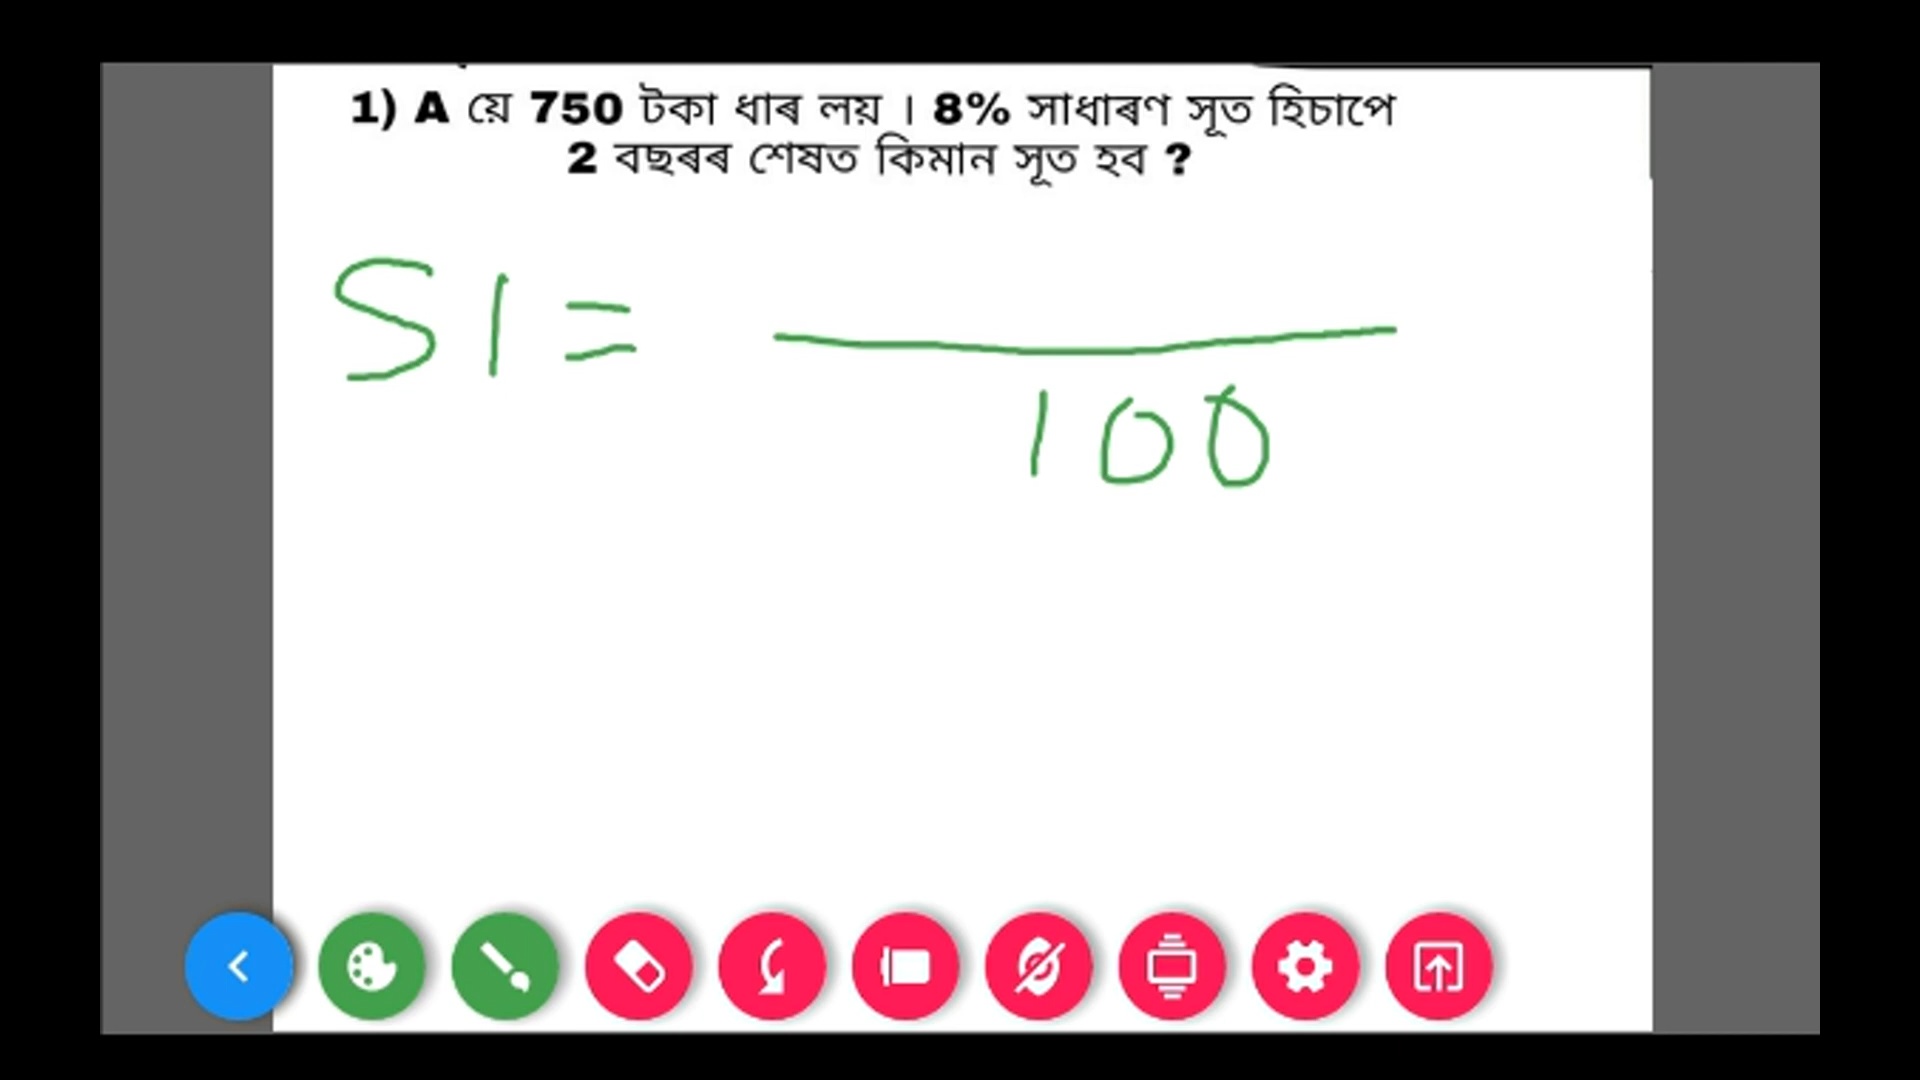 1) A য়ে 750 টকা ধাৰ লয় । 8% সাধাৰণ সূত হিচাপে
2 বছৰৰ শেষত কিমান সূত হব ?
SI =
100